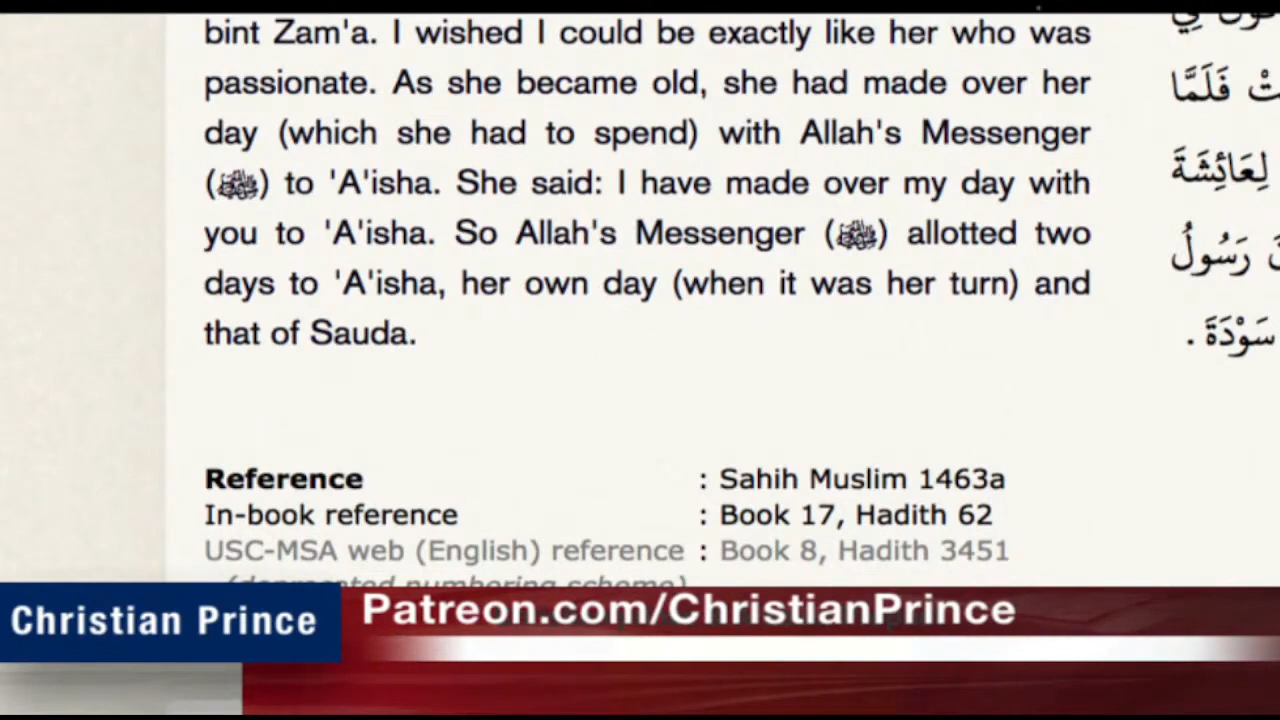 bint Zam'a. I wished I could be exactly like her who was
passionate. As she became old, she had made over her
day (which she had to spend) with Allah's Messenger
(ﷺ) to 'A'isha. She said: I have made over my day with
you to 'A'isha. So Allah's Messenger (ﷺ) allotted two
days to 'A'isha, her own day (when it was her turn) and
that of Sauda.
تْ فَلَمَّا
لِعَائِشَةَ
رَسُولُ
سَوْدَةَ .
Reference : Sahih Muslim 1463a
In-book reference : Book 17, Hadith 62
USC-MSA web (English) reference : Book 8, Hadith 3451
(deprecated numbering scheme)
Christian Prince
Patreon.com/ChristianPrince